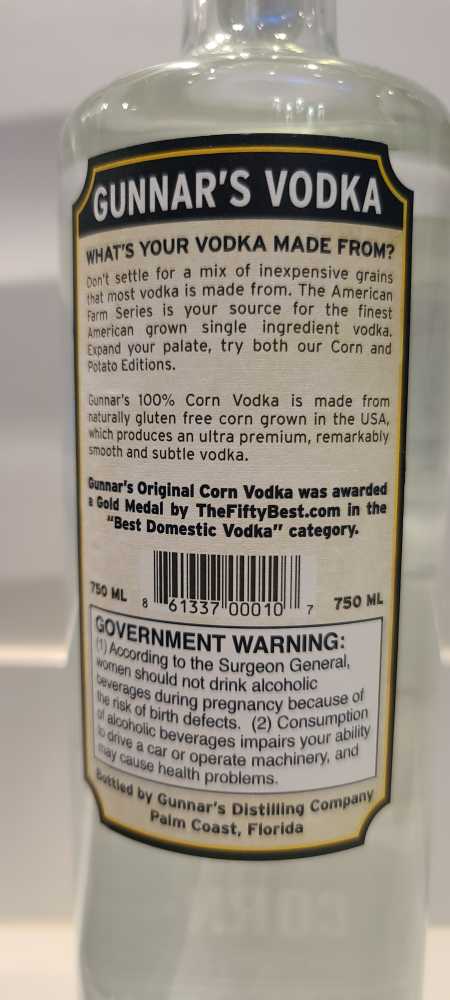 GUNNAR'S VODKA
WHAT'S YOUR VODKA MADE FROM?
Don't settle for a mix of inexpensive grains
that most vodka is made from. The American
Farm Series is your source for the finest
American grown single ingredient vodka.
Expand your palate, try both our Corn and
Potato Editions.
Gunnar's 100% Corn Vodka is made from
naturally gluten free corn grown in the USA,
which produces an ultra premium, remarkably
smooth and subtle vodka.
Gunnar's Original Corn Vodka was awarded
a Gold Medal by TheFiftyBest.com in the
"Best Domestic Vodka" category.
750 ML
8 61337 00010 7
750 ML
GOVERNMENT WARNING:
(1) According to the Surgeon General,
women should not drink alcoholic
beverages during pregnancy because of
the risk of birth defects. (2) Consumption
of alcoholic beverages impairs your ability
to drive a car or operate machinery, and
may cause health problems.
Bottled by Gunnar's Distilling Company
Palm Coast, Florida